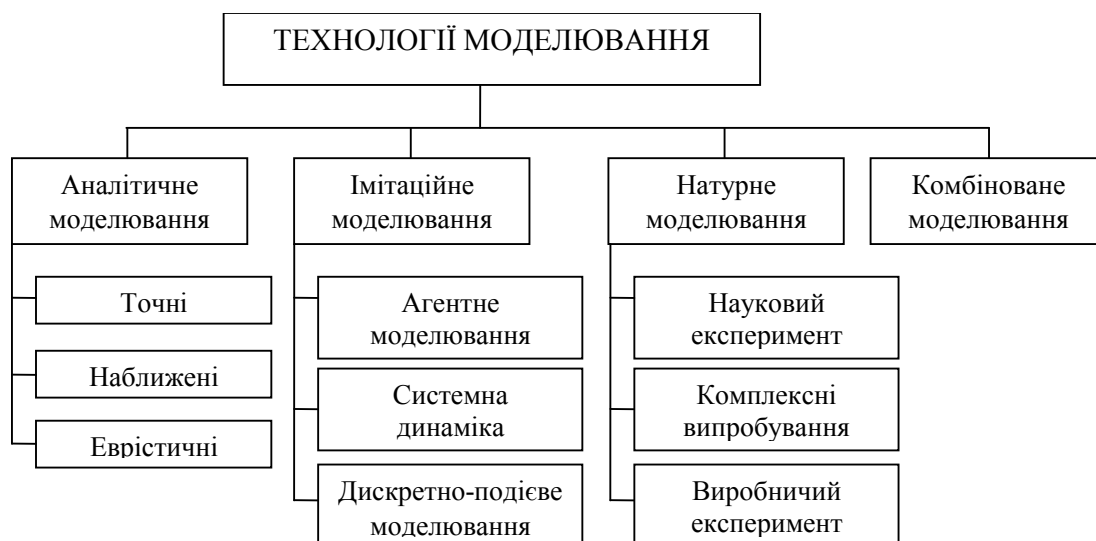 ТЕХНОЛОГІЇ МОДЕЛЮВАННЯ
Аналітичне
моделювання
Точні
Наближені
Еврістичні
Імітаційне
моделювання
Агентне
моделювання
Системна
динаміка
Дискретно-подієве
моделювання
Натурне
моделювання
Науковий
експеримент
Комплексні
випробування
Виробничий
експеримент
Комбіноване
моделювання